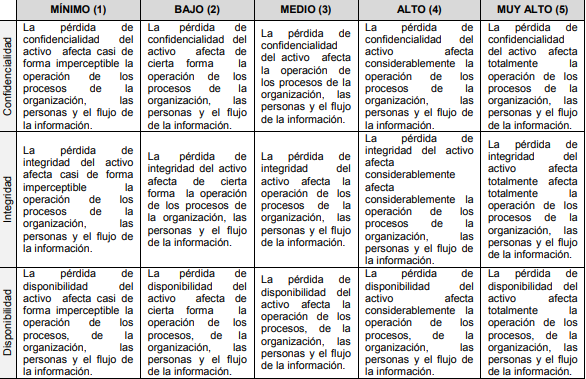 MÍNIMO (1) BAJO (2) MEDIO (3) ALTO (4) MUY ALTO (5)
Confidencialidad
La pérdida de
confidencialidad del
activo afecta casi de
forma imperceptible la
operación de los
procesos de la
organización, las
personas y el flujo de
la información.
La pérdida de
confidencialidad del
activo afecta de
cierta forma la
operación de los
procesos de la
organización, las
personas y el flujo
de la información.
La pérdida de
confidencialidad
del activo afecta
la operación de
los procesos de la
organización, las
personas y el flujo
de la información.
La pérdida de
confidencialidad del
activo afecta
considerablemente la
operación de los
procesos de la
organización, las
personas y el flujo de
la información.
La pérdida de
confidencialidad
del activo afecta
totalmente la
operación de los
procesos de la
organización, las
personas y el flujo
de la información.
Integridad
La pérdida de
integridad del activo
afecta casi de forma
imperceptible la
operación de los
procesos de la
organización, las
personas y el flujo de
la información.
La pérdida de
integridad del activo
afecta de cierta
forma la operación
de los procesos de
la organización, las
personas y el flujo
de la información.
La pérdida de
integridad del
activo afecta la
operación de los
procesos de la
organización, las
personas y el flujo
de la información.
La pérdida de
integridad del activo
afecta
considerablemente
afecta
considerablemente la
operación de los
procesos de la
organización, las
personas y el flujo de
la información.
La pérdida de
integridad del
activo afecta
totalmente afecta
totalmente la
operación de los
procesos de la
organización, las
personas y el flujo
de la información.
Disponibilidad
La pérdida de
disponibilidad del
activo afecta casi de
forma imperceptible la
operación de los
procesos, de la
organización, las
personas y el flujo de
la información.
La pérdida de
disponibilidad del
activo afecta de
cierta forma la
operación de los
procesos, de la
organización, las
personas y el flujo
de la información.
La pérdida de
disponibilidad del
activo afecta la
operación de los
procesos, de la
organización, las
personas y el flujo
de la información.
La pérdida de
disponibilidad del
activo afecta
considerablemente la
operación de los
procesos, de la
organización, las
personas y el flujo de
la información.
La pérdida de
disponibilidad del
activo afecta
totalmente la
operación de los
procesos, de la
organización, las
personas y el flujo
de la información.